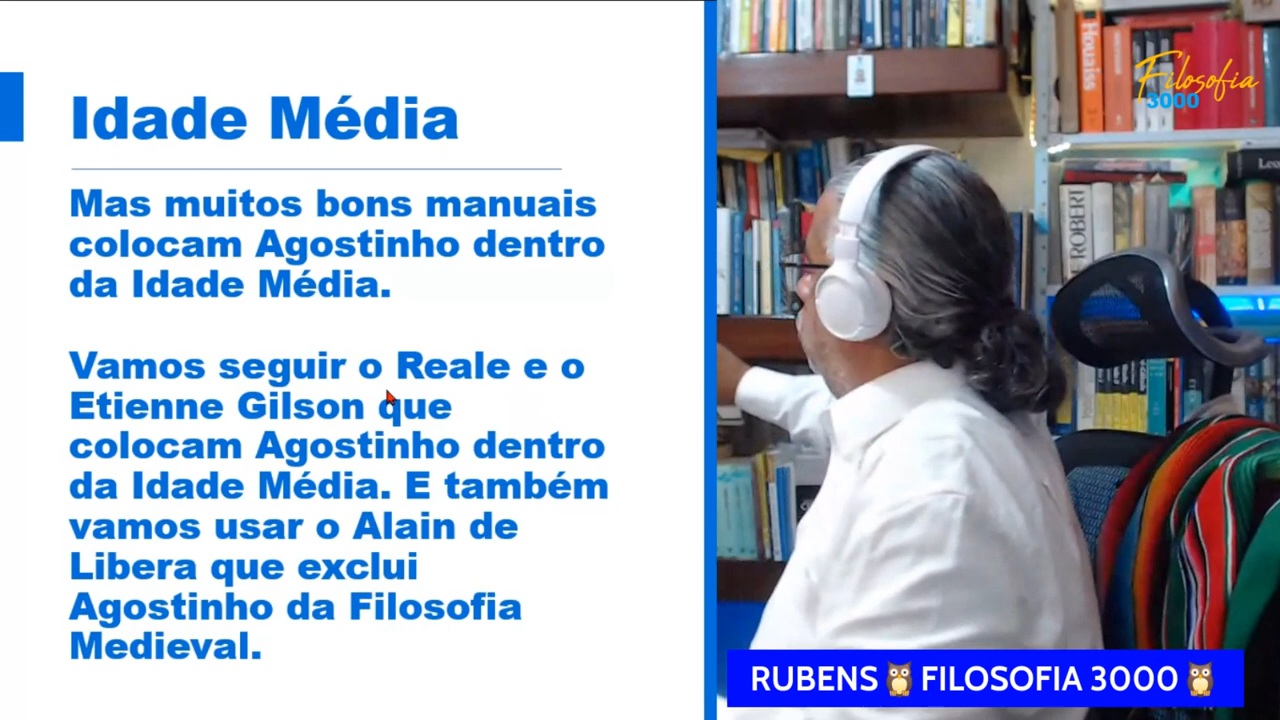 Idade Média
Mas muitos bons manuais
colocam Agostinho dentro
da Idade Média.
Vamos seguir o Reale e o
Etienne Gilson que
colocam Agostinho dentro
da Idade Média. E também
vamos usar o Alain de
Libera que exclui
Agostinho da Filosofia
Medieval.
Houaiss
Filosofia
3000
ROBERT
RUBENS🦉FILOSOFIA 3000🦉